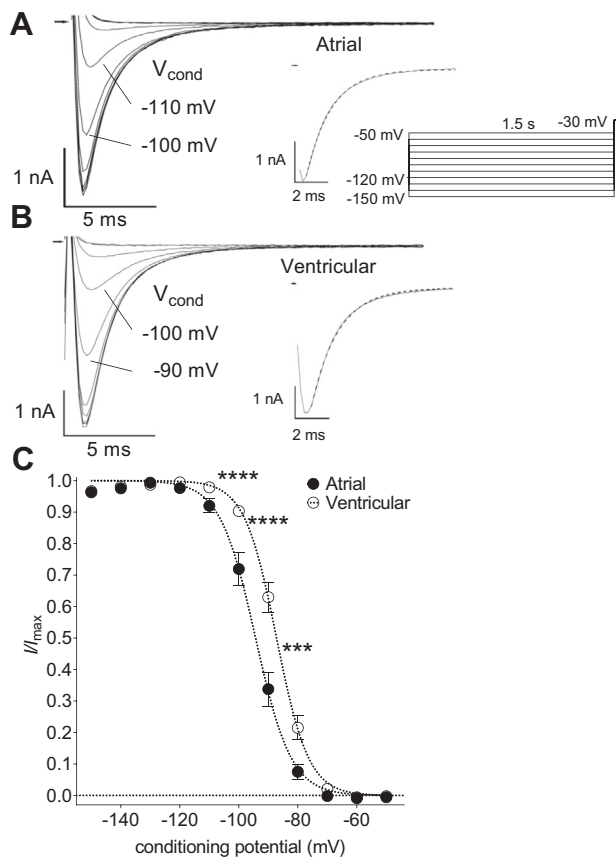 A
Atrial
V_cond
-110 mV
-100 mV
1 nA
5 ms
1 nA
2 ms
1.5 s
-30 mV
-50 mV
-120 mV
-150 mV
B
Ventricular
V_cond
-100 mV
-90 mV
1 nA
5 ms
1 nA
2 ms
C
Atrial
Ventricular
****
****
***
I/I_max
1.0
0.9
0.8
0.7
0.6
0.5
0.4
0.3
0.2
0.1
0.0
-140 -120 -100 -80 -60
conditioning potential (mV)